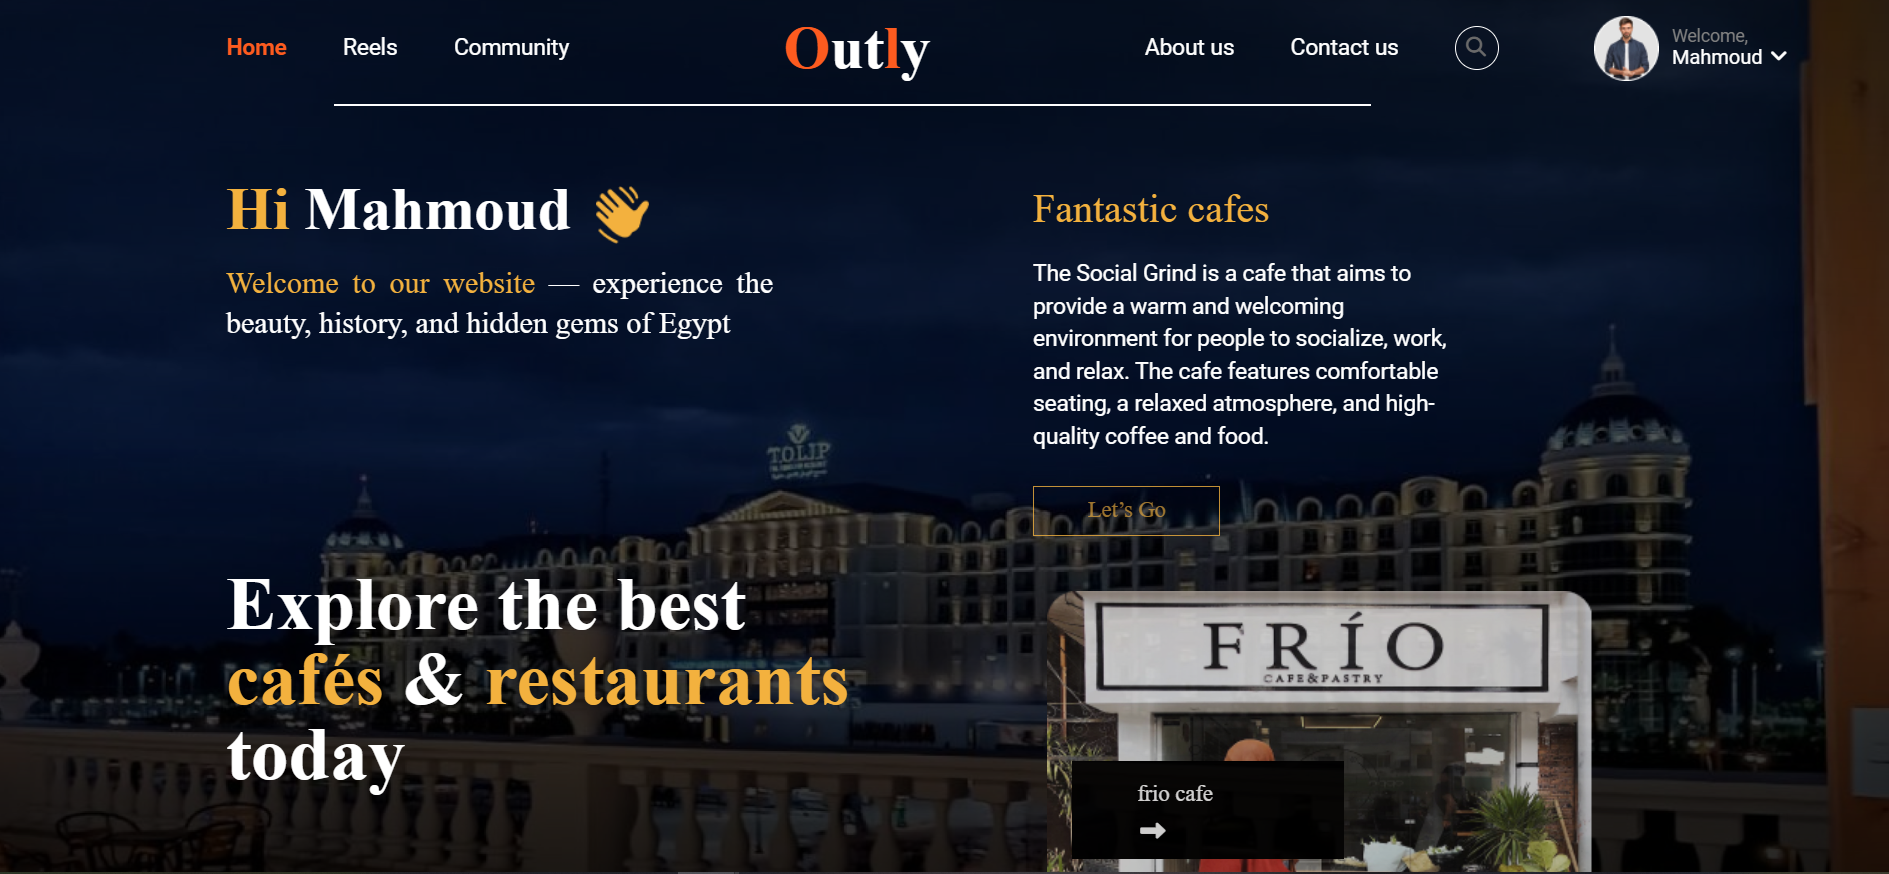 Home
Reels
Community
Outly
About us
Contact us
Welcome,
Mahmoud
Hi Mahmoud
Welcome to our website — experience the
beauty, history, and hidden gems of Egypt
Fantastic cafes
The Social Grind is a cafe that aims to
provide a warm and welcoming
environment for people to socialize, work,
and relax. The cafe features comfortable
seating, a relaxed atmosphere, and high-
quality coffee and food.
TOLIP
Let’s Go
Explore the best
cafés & restaurants
today
FRÍO
CAFE&PASTRY
frio cafe